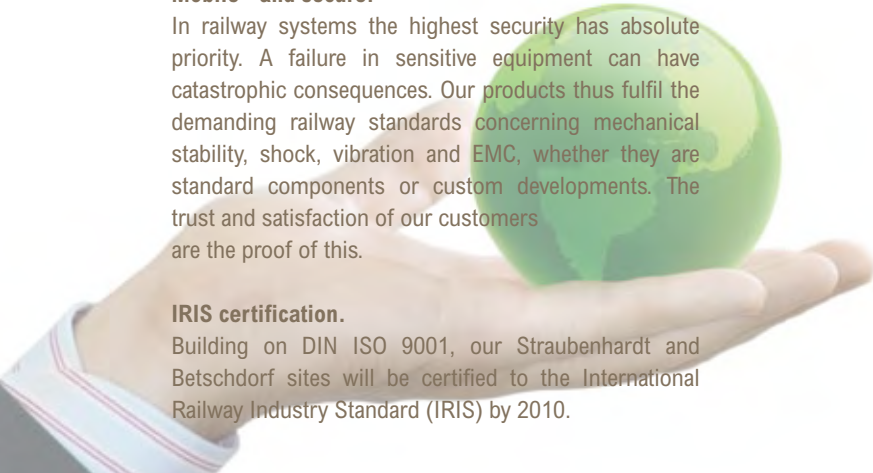 In railway systems the highest security has absolute
priority. A failure in sensitive equipment can have
catastrophic consequences. Our products thus fulfil the
demanding railway standards concerning mechanical
stability, shock, vibration and EMC, whether they are
standard components or custom developments. The
trust and satisfaction of our customers
are the proof of this.
IRIS certification.
Building on DIN ISO 9001, our Straubenhardt and
Betschdorf sites will be certified to the International
Railway Industry Standard (IRIS) by 2010.